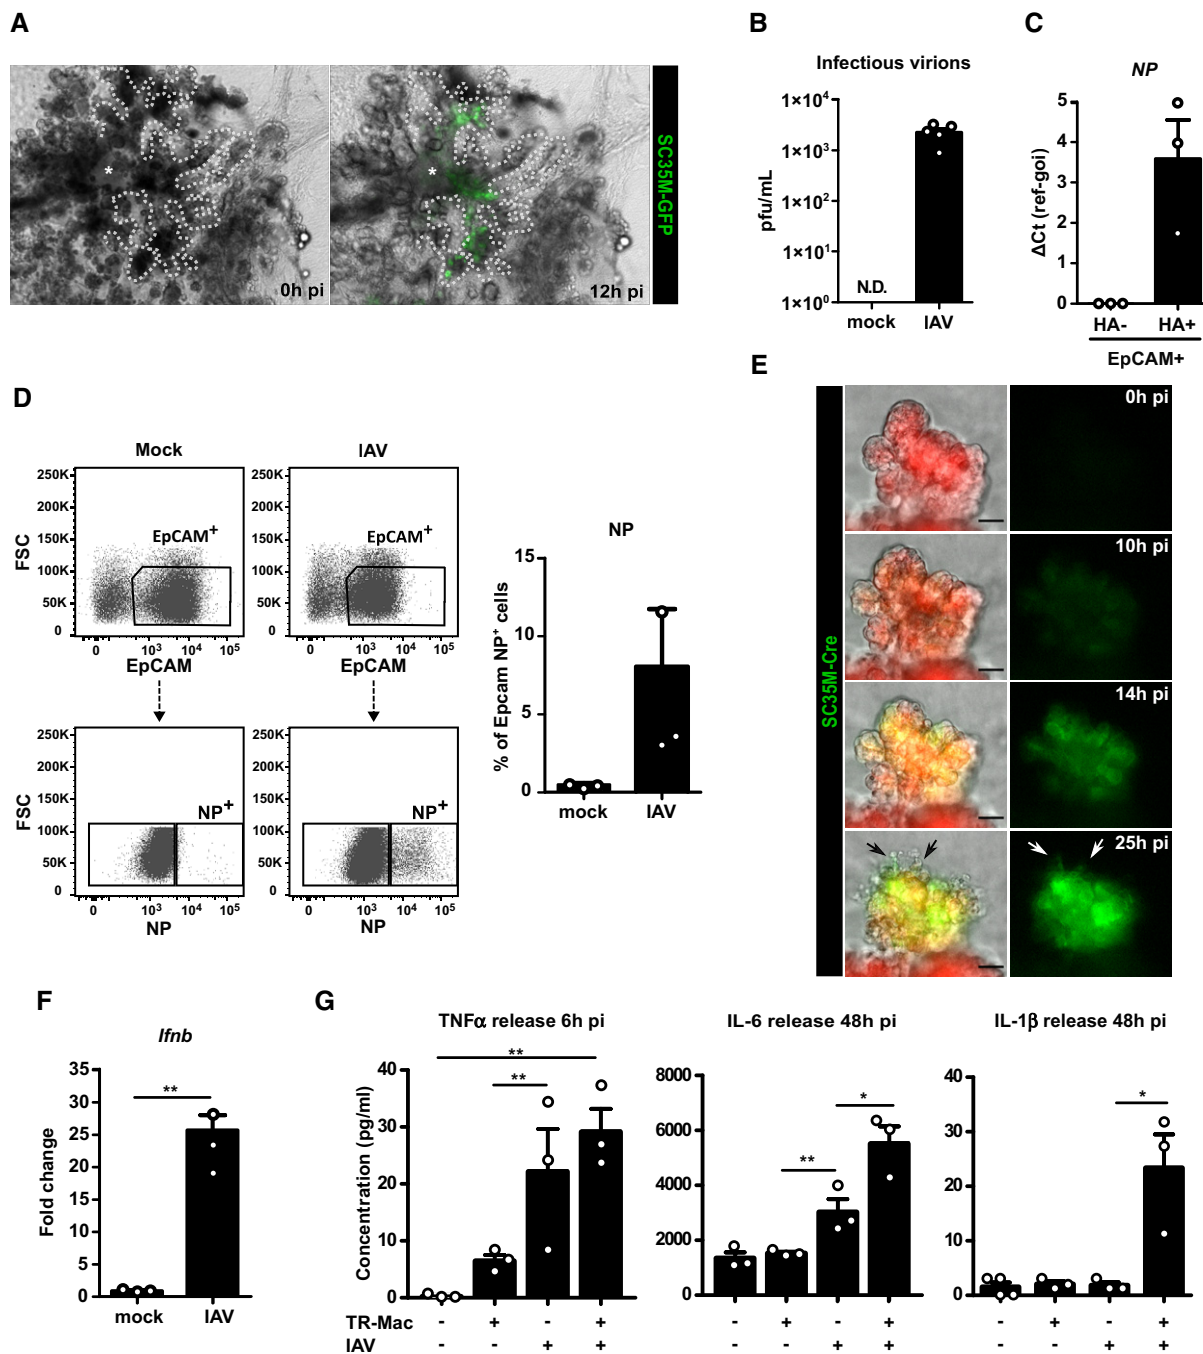 A
0h pi
12h pi
SC35M-GFP
B
Infectious virions
pfu/mL
1×10⁴
1×10³
1×10²
1×10¹
1×10⁰
N.D.
mock IAV
C
NP
ΔCt (ref-goi)
5
4
3
2
1
0
HA- HA+
EpCAM+
D
Mock IAV
FSC
250K
200K
150K
100K
50K
0
EpCAM⁺
0 10³ 10⁴ 10⁵
EpCAM
250K
200K
150K
100K
50K
0
EpCAM⁺
0 10³ 10⁴ 10⁵
EpCAM
FSC
250K
200K
150K
100K
50K
0
NP⁺
0 10³ 10⁴ 10⁵
NP
250K
200K
150K
100K
50K
0
NP⁺
0 10³ 10⁴ 10⁵
NP
NP
% of Epcam NP⁺ cells
15
10
5
0
mock IAV
E
SC35M-Cre
0h pi
10h pi
14h pi
25h pi
F
Ifnb
Fold change
35
30
25
20
15
10
5
0
**
mock IAV
G
TNFα release 6h pi
Concentration (pg/ml)
40
30
20
10
0
**
**
IL-6 release 48h pi
8000
6000
4000
2000
0
*
**
IL-1β release 48h pi
40
30
20
10
0
*
TR-Mac - + - + - + - + - + - +
IAV - - + + - - + + - - + +